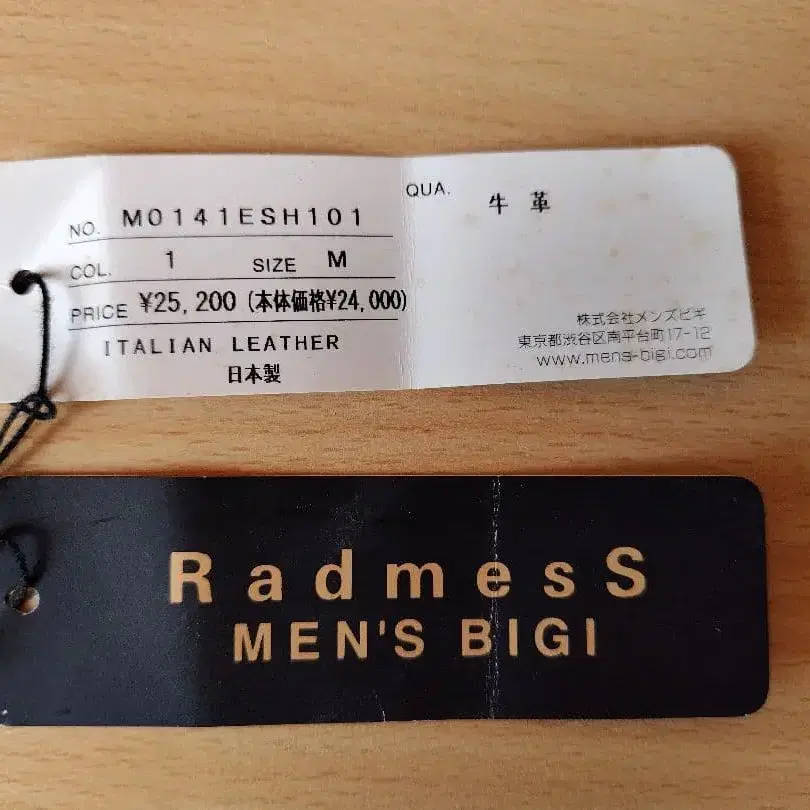 NO. M0141ESH101
COL. 1 SIZE M
PRICE ¥25,200 (本体価格¥24,000)
ITALIAN LEATHER
日本製
QUA. 牛 革
株式会社メンズビギ
東京都渋谷区南平台町17-12
www.mens-bigi.com
RadmesS
MEN'S BIGI